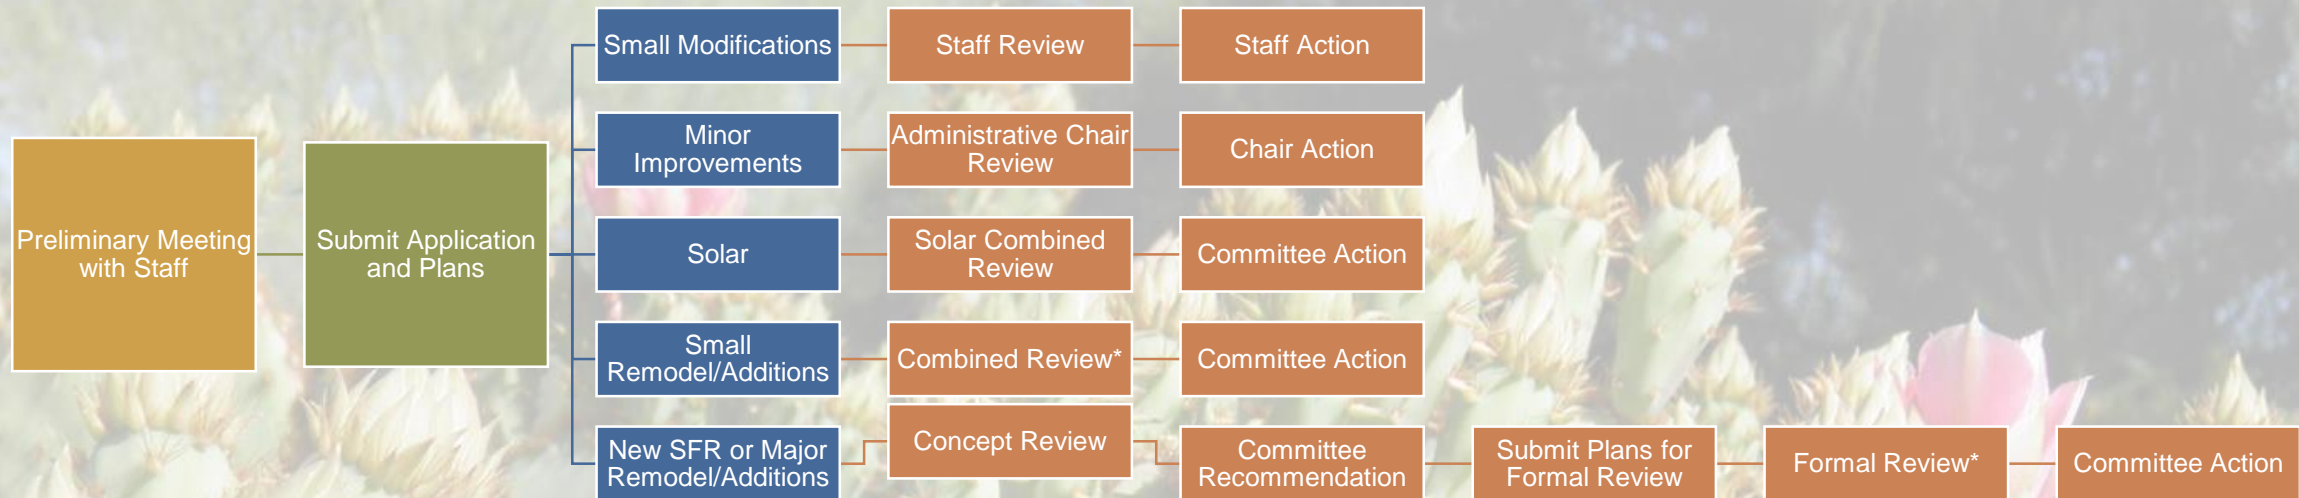 Preliminary Meeting
with Staff
Submit Application
and Plans
Small Modifications
Staff Review
Staff Action
Minor
Improvements
Administrative Chair
Review
Chair Action
Solar
Solar Combined
Review
Committee Action
Small
Remodel/Additions
Combined Review*
Committee Action
New SFR or Major
Remodel/Additions
Concept Review
Committee
Recommendation
Submit Plans for
Formal Review
Formal Review*
Committee Action